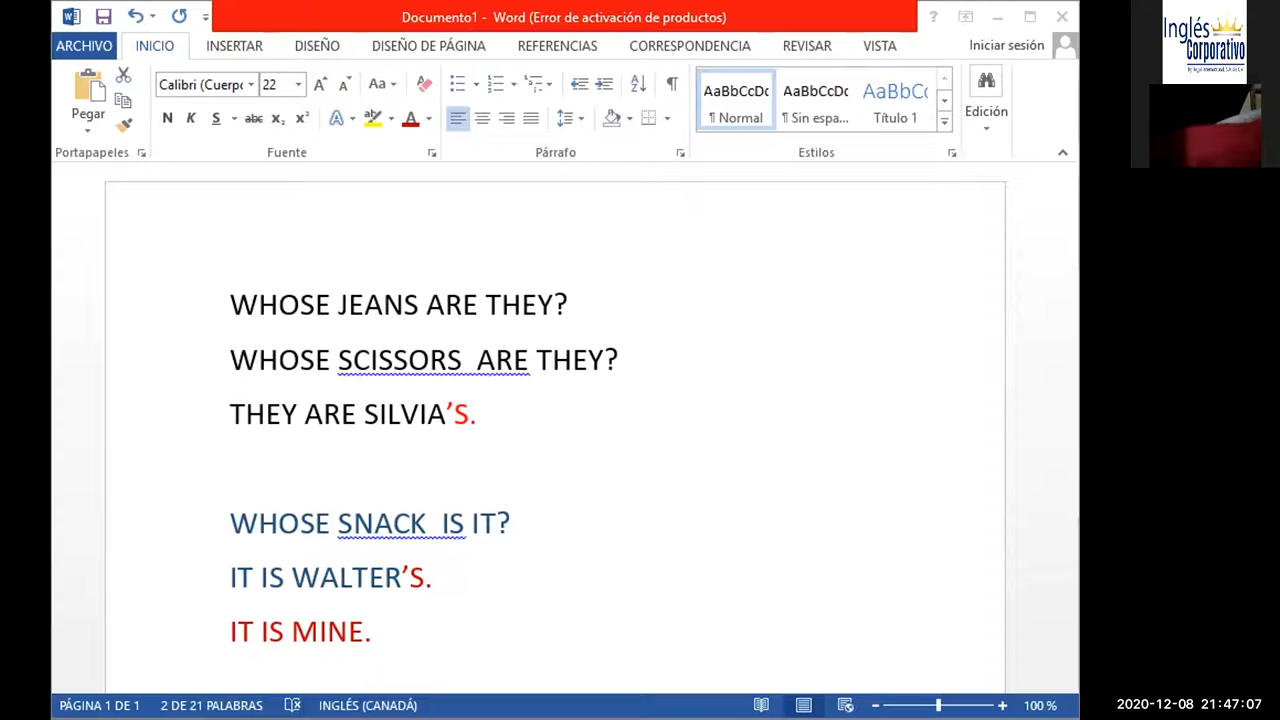 Documento1 - Word (Error de activación de productos)
ARCHIVO INICIO INSERTAR DISEÑO DISEÑO DE PÁGINA REFERENCIAS CORRESPONDENCIA REVISAR VISTA Iniciar sesión
Calibri (Cuerpo 22
Pegar
N K S abc x₂ x²
Aa
A
AaBbCcDc AaBbCcDc AaBbCc
¶ Normal ¶ Sin espa... Título 1
Edición
Portapapeles Fuente Párrafo Estilos
WHOSE JEANS ARE THEY?
WHOSE SCISSORS ARE THEY?
THEY ARE SILVIA'S.
WHOSE SNACK IS IT?
IT IS WALTER'S.
IT IS MINE.
PÁGINA 1 DE 1 2 DE 21 PALABRAS INGLÉS (CANADÁ) 100 %
Inglés
Corporativo
2020-12-08 21:47:07